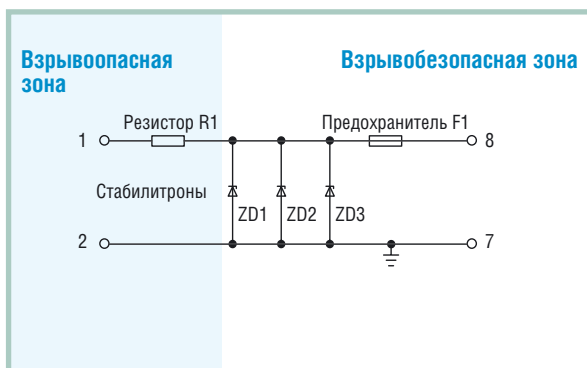 Взрывоопасная
зона
Взрывобезопасная зона
Резистор R1
Предохранитель F1
1
8
Стабилитроны
ZD1
ZD2
ZD3
2
7